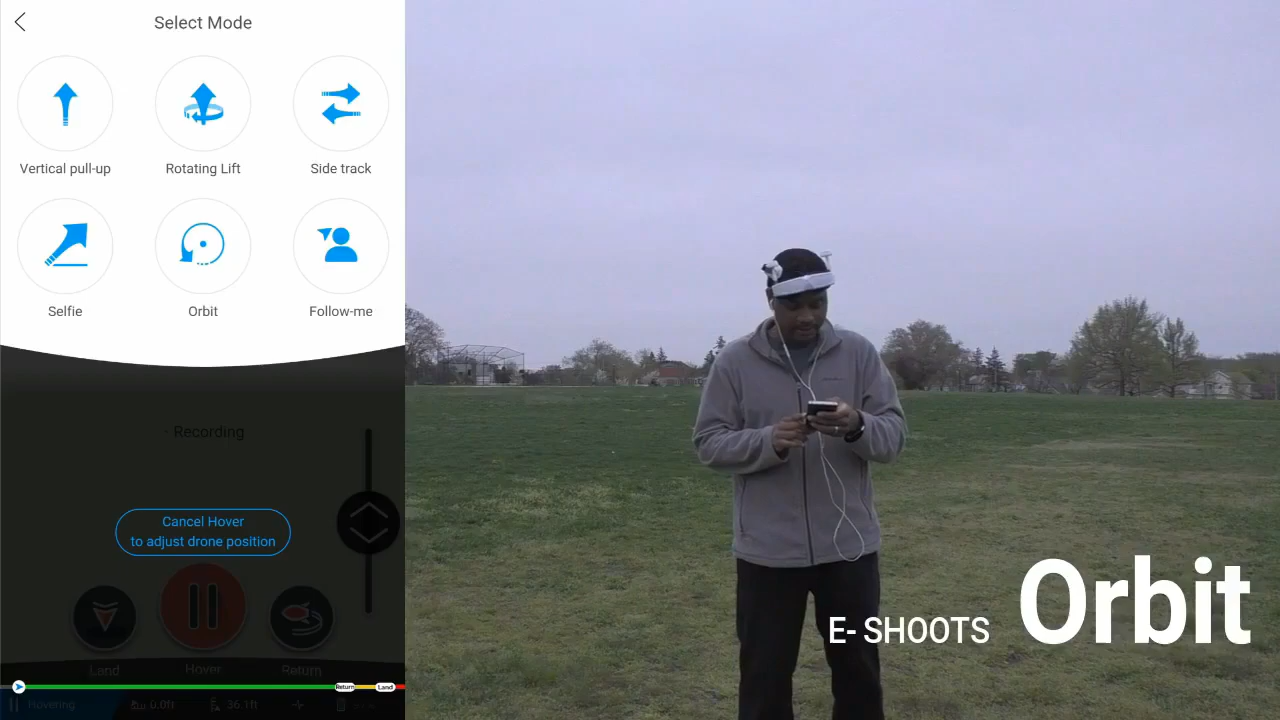 Select Mode
Vertical pull-up
Rotating Lift
Side track
Selfie
Orbit
Follow-me
- Recording
Cancel Hover
to adjust drone position
Land
Hover
Return
Return
Land
Hovering
0.0ft
36.1ft
E- SHOOTS
Orbit